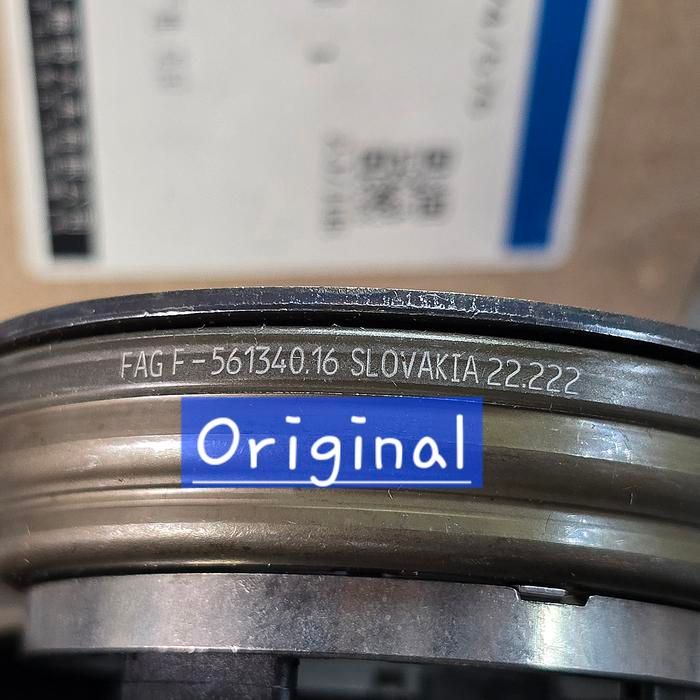 FAG F-561340.16 SLOVAKIA 22.222
Original